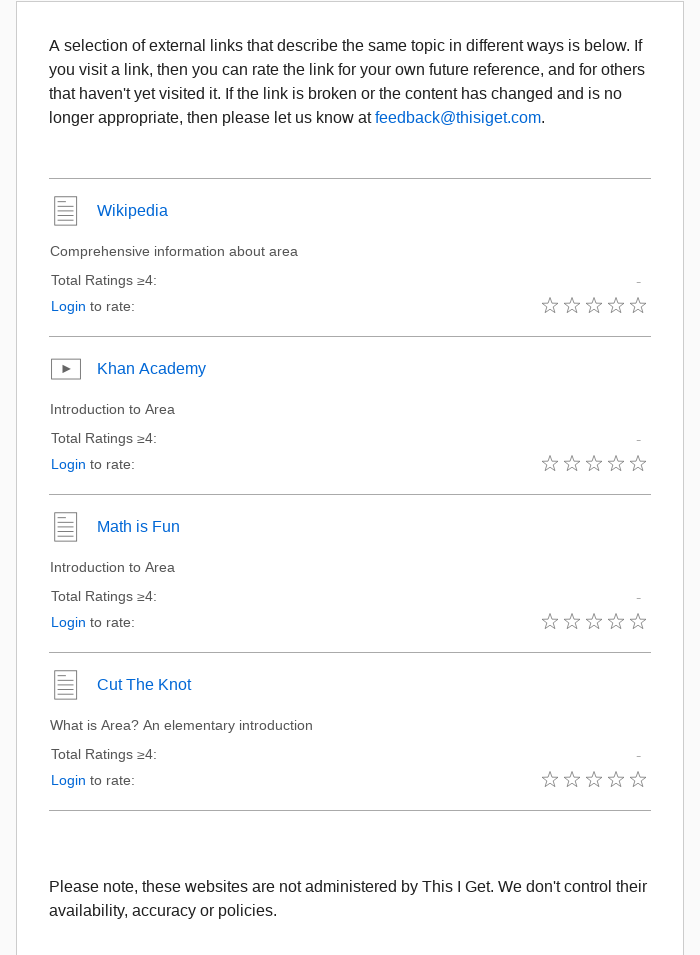 A selection of external links that describe the same topic in different ways is below. If
you visit a link, then you can rate the link for your own future reference, and for others
that haven't yet visited it. If the link is broken or the content has changed and is no
longer appropriate, then please let us know at feedback@thisiget.com.
Wikipedia
Comprehensive information about area
Total Ratings ≥4: -
Login to rate:
Khan Academy
Introduction to Area
Total Ratings ≥4: -
Login to rate:
Math is Fun
Introduction to Area
Total Ratings ≥4: -
Login to rate:
Cut The Knot
What is Area? An elementary introduction
Total Ratings ≥4: -
Login to rate:
Please note, these websites are not administered by This I Get. We don't control their
availability, accuracy or policies.